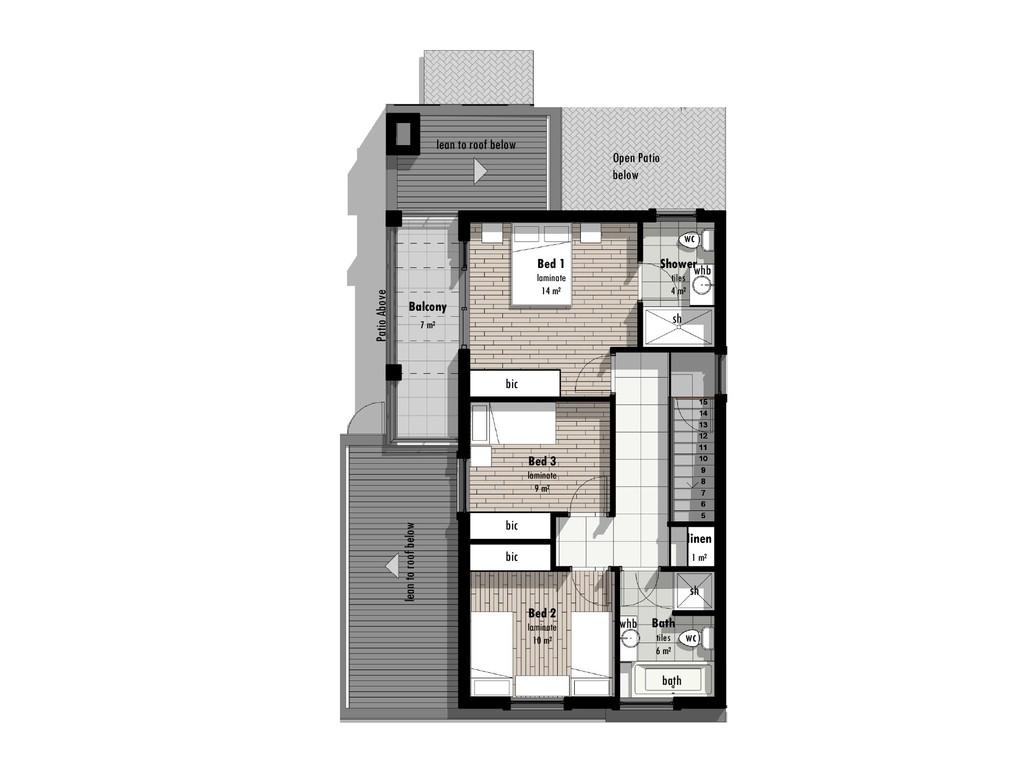 lean to roof below
Open Patio
below
Patio Above
Balcony
7 m²
Bed 1
laminate
14 m²
wc
Shower
whb
tiles
4 m²
sh
bic
15
14
13
12
11
10
9
8
7
6
5
Bed 3
laminate
9 m²
bic
bic
linen
1 m²
lean to roof below
Bed 2
laminate
10 m²
sh
whb
Bath
tiles
6 m²
wc
bath